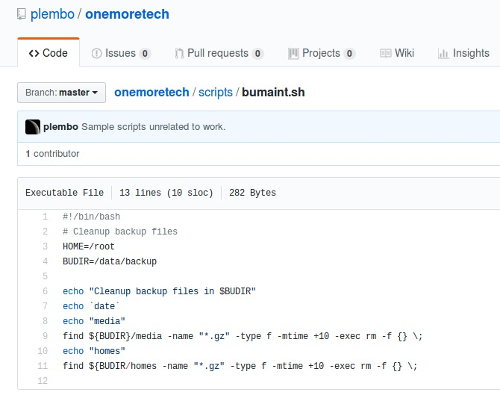 plembo / onemoretech
Code Issues 0 Pull requests 0 Projects 0 Wiki Insights
Branch: master onemoretech / scripts / bumaint.sh
plembo Sample scripts unrelated to work.
1 contributor
Executable File 13 lines (10 sloc) 282 Bytes
1 #!/bin/bash
2 # Cleanup backup files
3 HOME=/root
4 BUDIR=/data/backup
5
6 echo "Cleanup backup files in $BUDIR"
7 echo `date`
8 echo "media"
9 find ${BUDIR}/media -name "*.gz" -type f -mtime +10 -exec rm -f {} \;
10 echo "homes"
11 find ${BUDIR/homes -name "*.gz" -type f -mtime +10 -exec rm -f {} \;
12